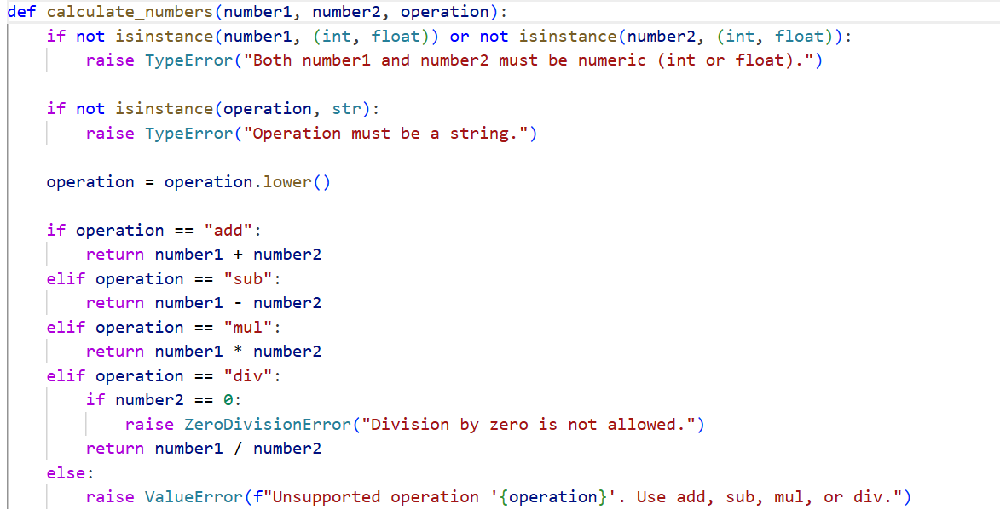 def calculate_numbers(number1, number2, operation):
    if not isinstance(number1, (int, float)) or not isinstance(number2, (int, float)):
        raise TypeError("Both number1 and number2 must be numeric (int or float).")

    if not isinstance(operation, str):
        raise TypeError("Operation must be a string.")

    operation = operation.lower()

    if operation == "add":
        return number1 + number2
    elif operation == "sub":
        return number1 - number2
    elif operation == "mul":
        return number1 * number2
    elif operation == "div":
        if number2 == 0:
            raise ZeroDivisionError("Division by zero is not allowed.")
        return number1 / number2
    else:
        raise ValueError(f"Unsupported operation '{operation}'. Use add, sub, mul, or div.")